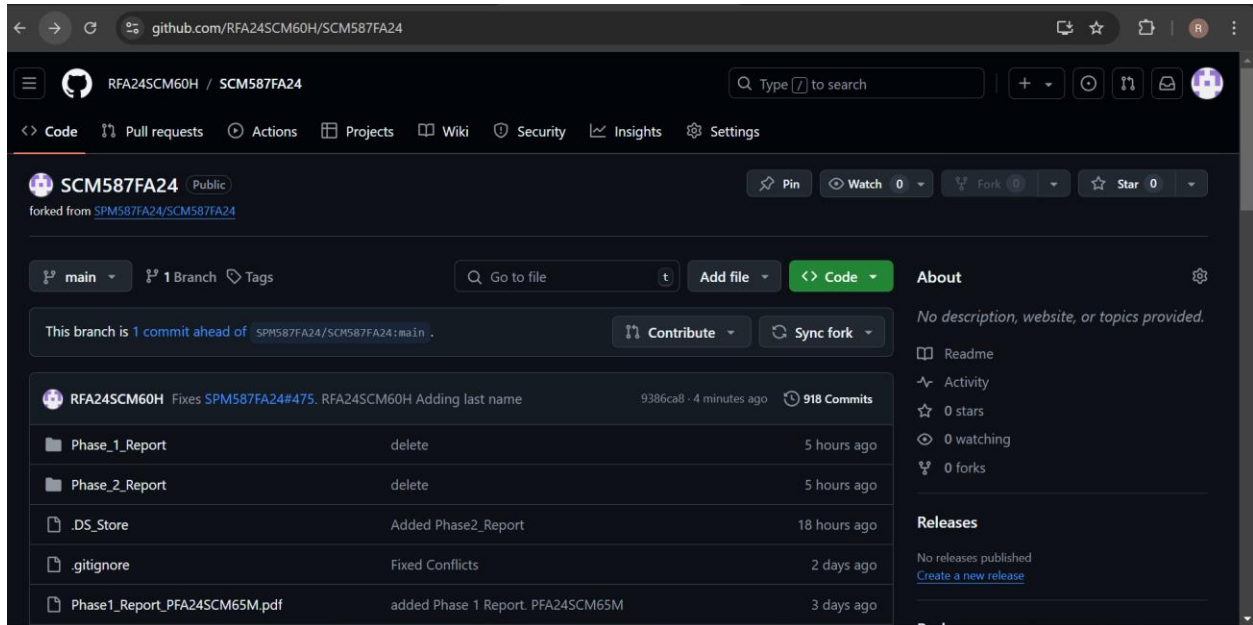 github.com/RFA24SCM60H/SCM587FA24
R
RFA24SCM60H / SCM587FA24
Type / to search
Code Pull requests Actions Projects Wiki Security Insights Settings
SCM587FA24 Public
Pin Watch 0 Fork 0 Star 0
forked from SPM587FA24/SCM587FA24
main 1 Branch Tags Go to file t Add file Code
About
This branch is 1 commit ahead of SPM587FA24/SCM587FA24:main . Contribute Sync fork
No description, website, or topics provided.
Readme
Activity
0 stars
0 watching
0 forks
RFA24SCM60H Fixes SPM587FA24#475. RFA24SCM60H Adding last name 9386ca8 · 4 minutes ago 918 Commits
Phase_1_Report delete 5 hours ago
Phase_2_Report delete 5 hours ago
.DS_Store Added Phase2_Report 18 hours ago
.gitignore Fixed Conflicts 2 days ago
Phase1_Report_PFA24SCM65M.pdf added Phase 1 Report. PFA24SCM65M 3 days ago
Releases
No releases published
Create a new release